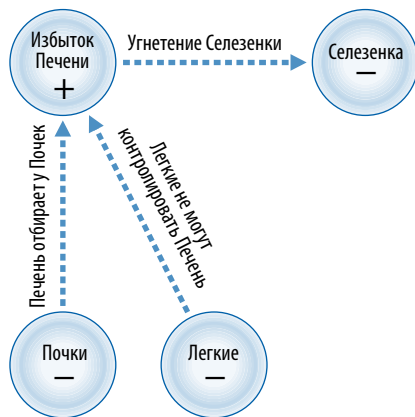 Избыток
Печени
+
Угнетение Селезенки
Селезенка
–
Печень отбирает у Почек
Легкие не могут
контролировать Печень
Почки
–
Легкие
–